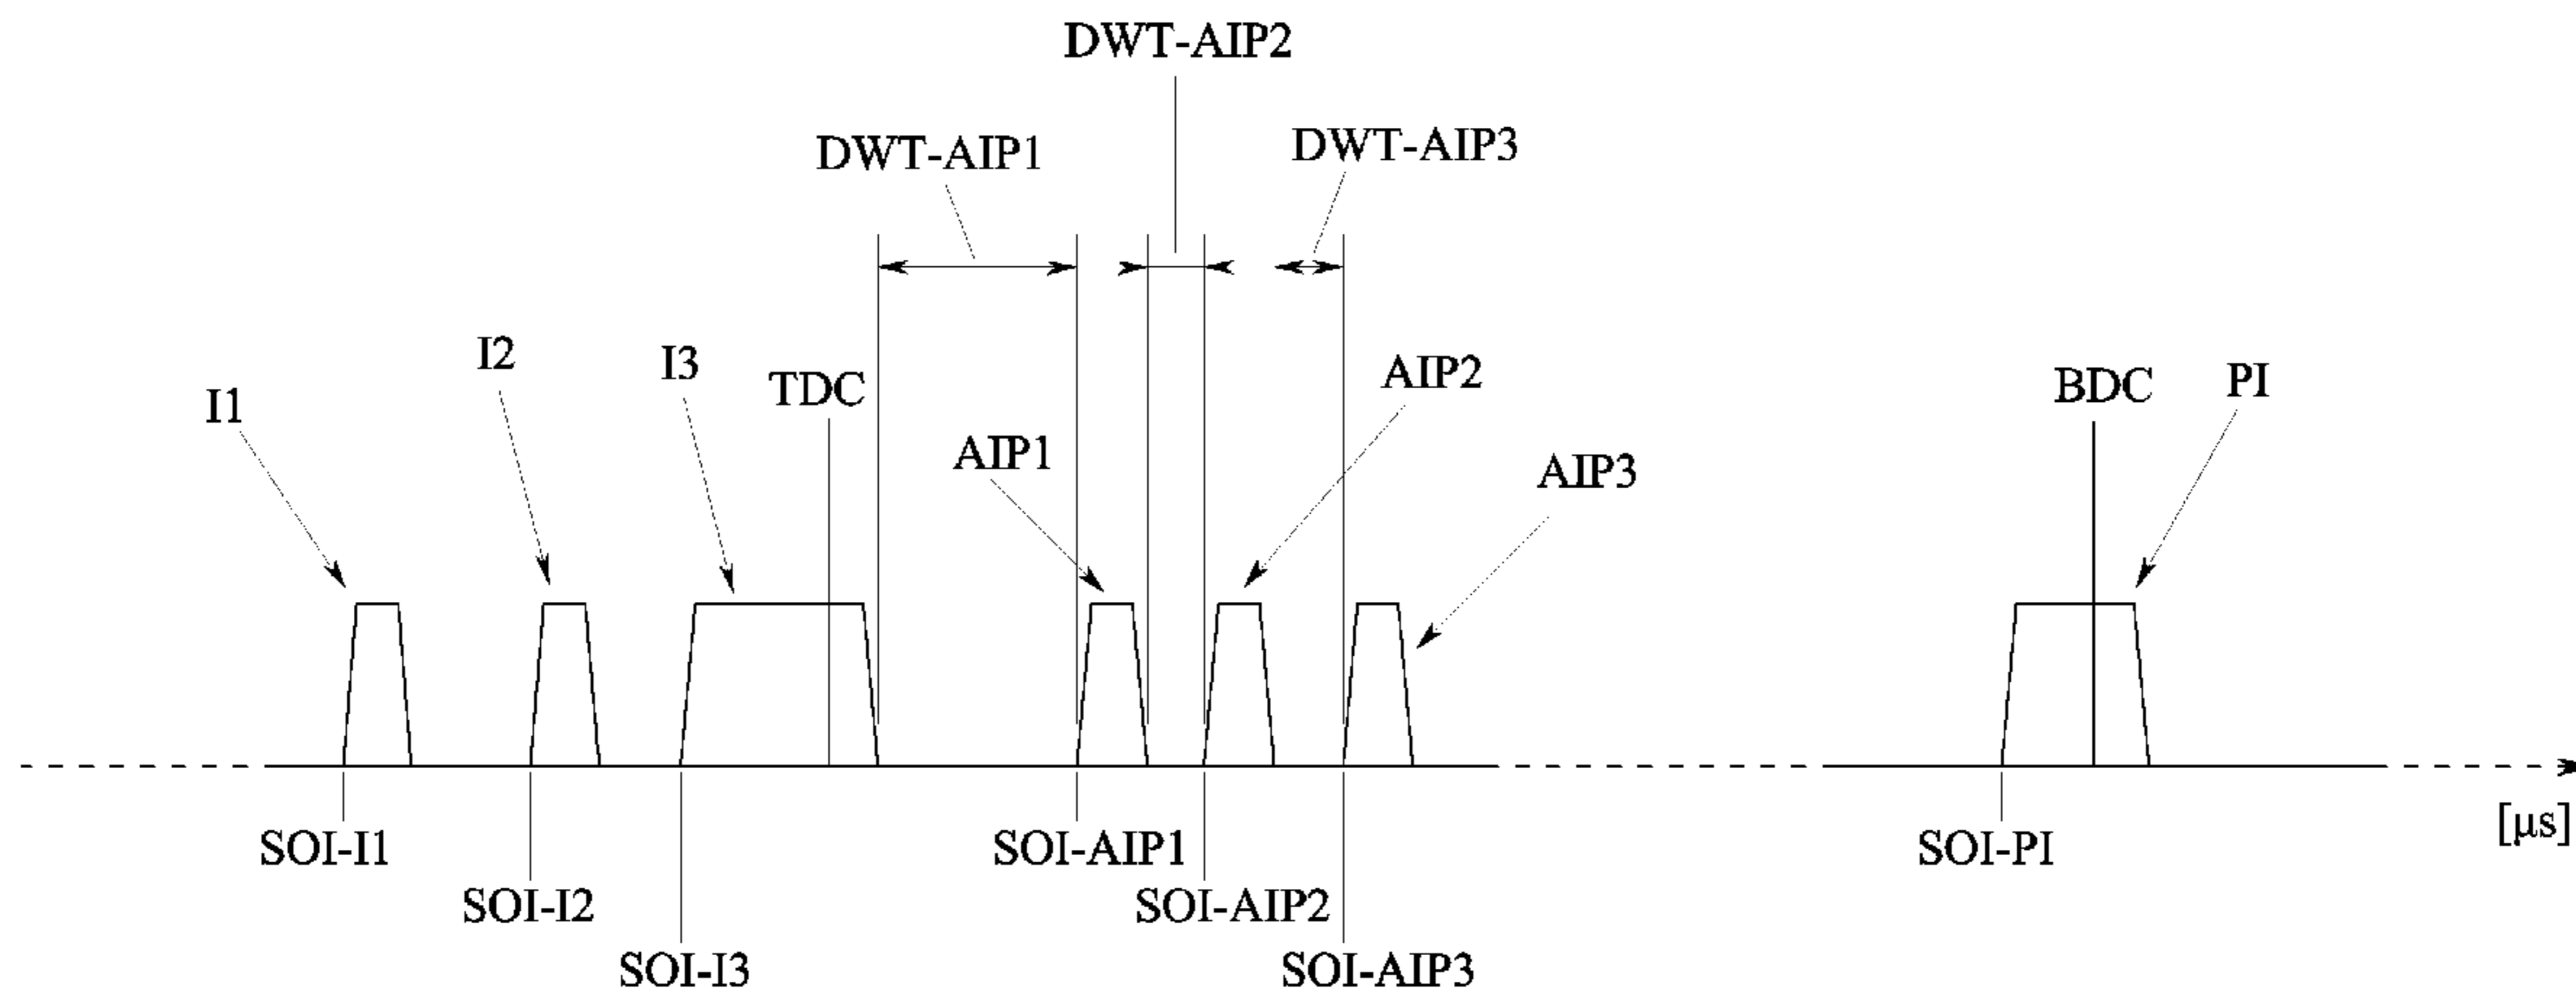 DWT-AIP2
DWT-AIP1
DWT-AIP3
I1
I2
I3
TDC
AIP1
AIP2
AIP3
BDC
PI
[µs]
SOI-I1
SOI-AIP1
SOI-PI
SOI-I2
SOI-AIP2
SOI-I3
SOI-AIP3